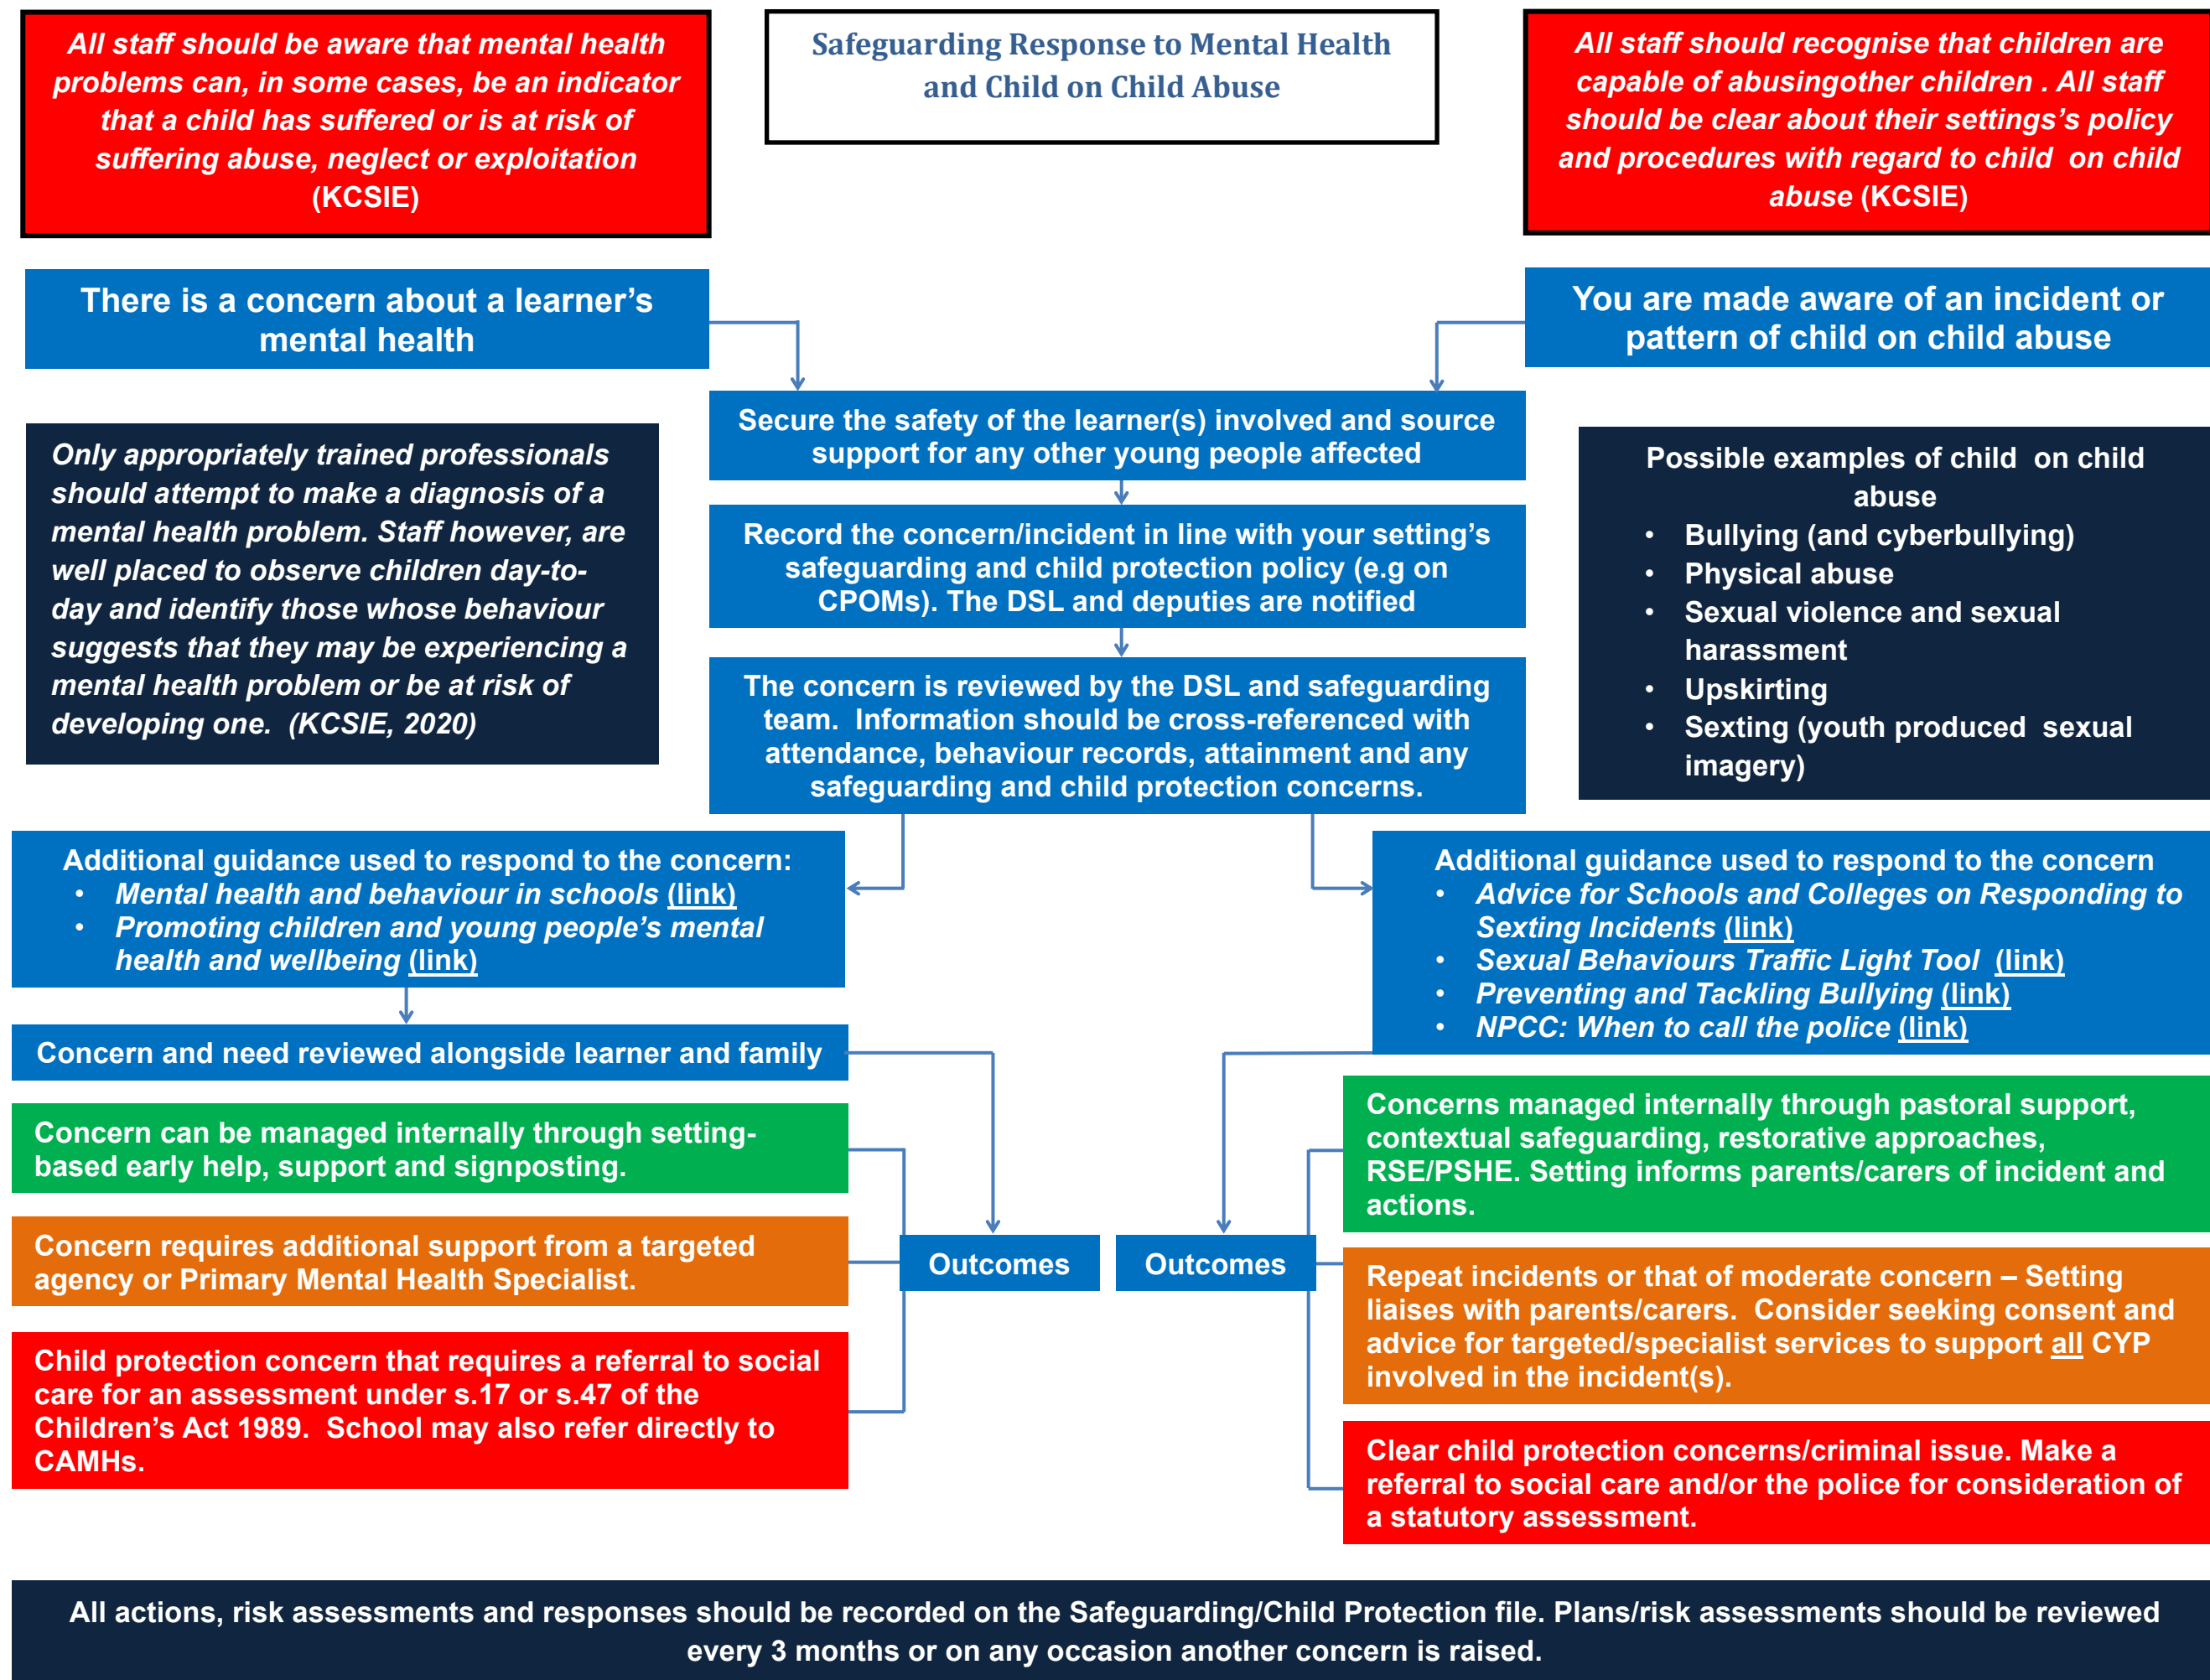 All staff should be aware that mental health
problems can, in some cases, be an indicator
that a child has suffered or is at risk of
suffering abuse, neglect or exploitation
(KCSIE)
Safeguarding Response to Mental Health
and Child on Child Abuse
All staff should recognise that children are
capable of abusingother children . All staff
should be clear about their settings's policy
and procedures with regard to child  on child
abuse (KCSIE)
There is a concern about a learner’s
mental health
You are made aware of an incident or
pattern of child on child abuse
Secure the safety of the learner(s) involved and source
support for any other young people affected
Only appropriately trained professionals
should attempt to make a diagnosis of a
mental health problem. Staff however, are
well placed to observe children day-to-
day and identify those whose behaviour
suggests that they may be experiencing a
mental health problem or be at risk of
developing one.  (KCSIE, 2020)
Record the concern/incident in line with your setting’s
safeguarding and child protection policy (e.g on
CPOMs). The DSL and deputies are notified
Possible examples of child  on child
abuse
• Bullying (and cyberbullying)
• Physical abuse
• Sexual violence and sexual
harassment
• Upskirting
• Sexting (youth produced  sexual
imagery)
The concern is reviewed by the DSL and safeguarding
team.  Information should be cross-referenced with
attendance, behaviour records, attainment and any
safeguarding and child protection concerns.
Additional guidance used to respond to the concern:
• Mental health and behaviour in schools (link)
• Promoting children and young people’s mental
health and wellbeing (link)
Additional guidance used to respond to the concern
• Advice for Schools and Colleges on Responding to
Sexting Incidents (link)
• Sexual Behaviours Traffic Light Tool  (link)
• Preventing and Tackling Bullying (link)
• NPCC: When to call the police (link)
Concern and need reviewed alongside learner and family
Concern can be managed internally through setting-
based early help, support and signposting.
Concern requires additional support from a targeted
agency or Primary Mental Health Specialist.
Child protection concern that requires a referral to social
care for an assessment under s.17 or s.47 of the
Children’s Act 1989.  School may also refer directly to
CAMHs.
Outcomes
Outcomes
Concerns managed internally through pastoral support,
contextual safeguarding, restorative approaches,
RSE/PSHE. Setting informs parents/carers of incident and
actions.
Repeat incidents or that of moderate concern – Setting
liaises with parents/carers.  Consider seeking consent and
advice for targeted/specialist services to support all CYP
involved in the incident(s).
Clear child protection concerns/criminal issue. Make a
referral to social care and/or the police for consideration of
a statutory assessment.
All actions, risk assessments and responses should be recorded on the Safeguarding/Child Protection file. Plans/risk assessments should be reviewed
every 3 months or on any occasion another concern is raised.